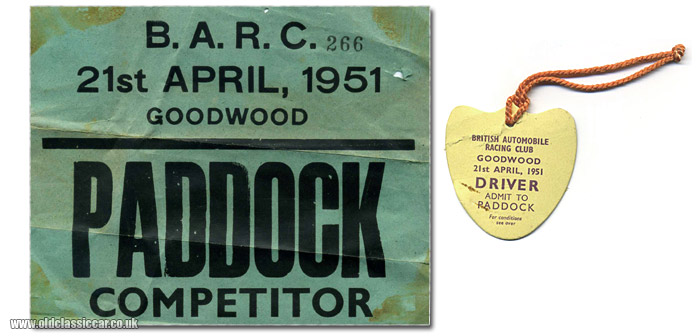 B. A. R. C. 266
21st APRIL, 1951
GOODWOOD
PADDOCK
COMPETITOR
www.oldclassiccar.co.uk
BRITISH AUTOMOBILE
RACING CLUB
GOODWOOD
21st APRIL, 1951
DRIVER
ADMIT TO
PADDOCK
For conditions
see over